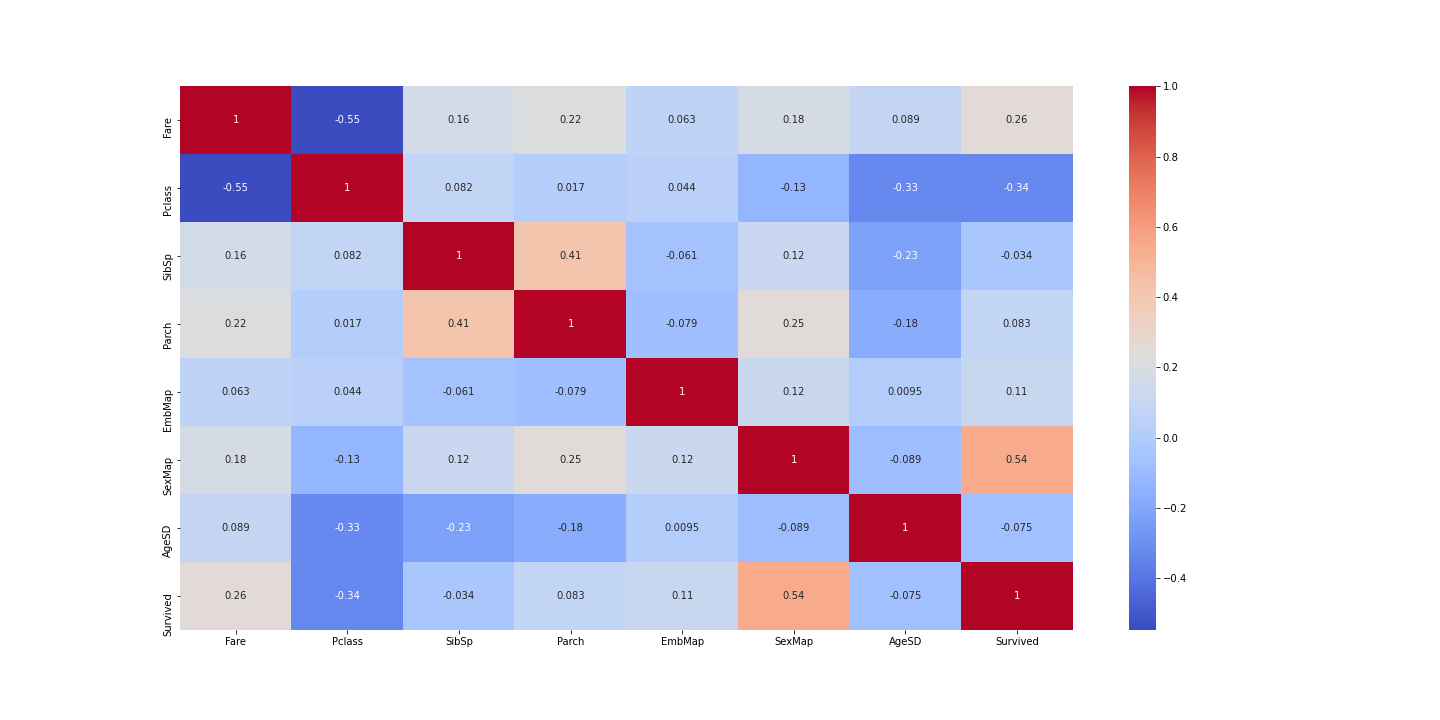 Fare 1 -0.55 0.16 0.22 0.063 0.18 0.089 0.26
Pclass -0.55 1 0.082 0.017 0.044 -0.13 -0.33 -0.34
SibSp 0.16 0.082 1 0.41 -0.061 0.12 -0.23 -0.034
Parch 0.22 0.017 0.41 1 -0.079 0.25 -0.18 0.083
EmbMap 0.063 0.044 -0.061 -0.079 1 0.12 0.0095 0.11
SexMap 0.18 -0.13 0.12 0.25 0.12 1 -0.089 0.54
AgeSD 0.089 -0.33 -0.23 -0.18 0.0095 -0.089 1 -0.075
Survived 0.26 -0.34 -0.034 0.083 0.11 0.54 -0.075 1
Fare Pclass SibSp Parch EmbMap SexMap AgeSD Survived
1.0
0.8
0.6
0.4
0.2
0.0
−0.2
−0.4